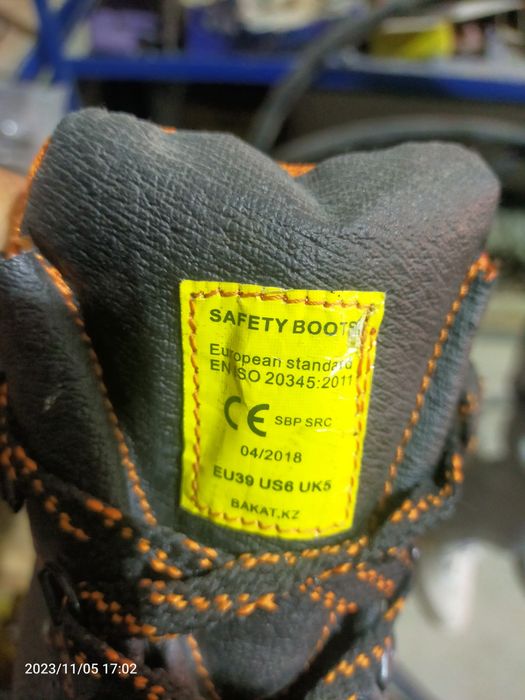 SAFETY BOOTS
European standard
EN ISO 20345:2011
CE SBP SRC
04/2018
EU39 US6 UK5
BAKAT.KZ
2023/11/05 17:02